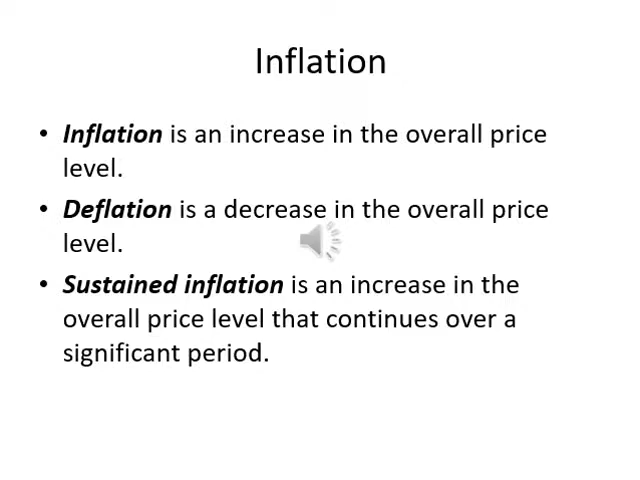 Inflation
• Inflation is an increase in the overall price
level.
• Deflation is a decrease in the overall price
level.
• Sustained inflation is an increase in the
overall price level that continues over a
significant period.